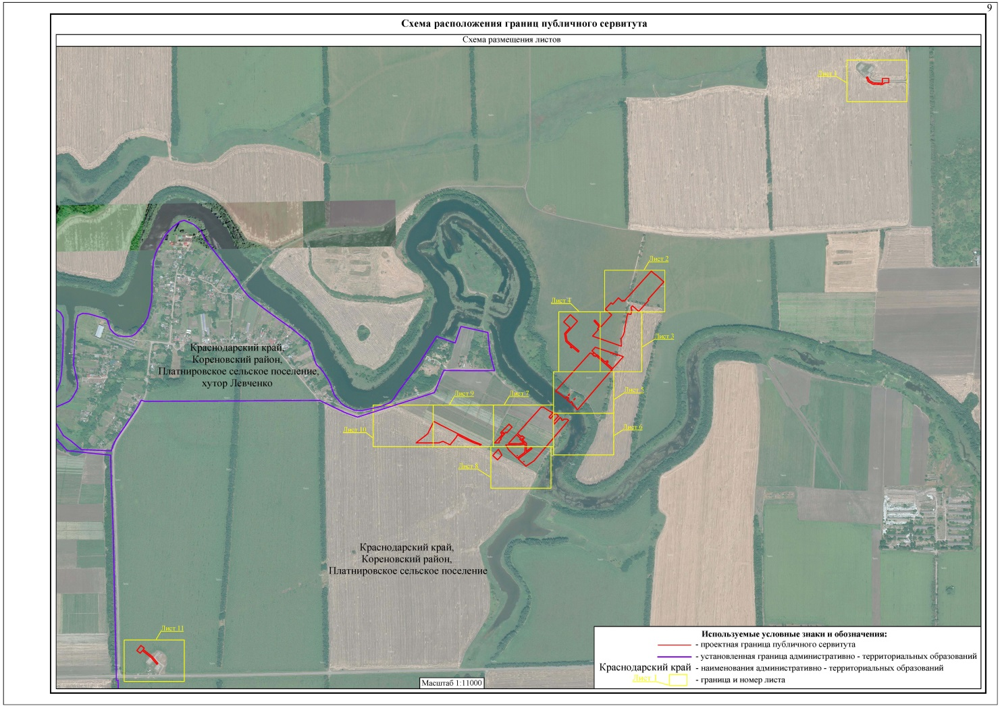 9
Схема расположения границ публичного сервитута
Схема размещения листов
Лист 1
Лист 2
Лист 4
Лист 3
Краснодарский край,
Кореновский район,
Платнировское сельское поселение,
хутор Левченко
Лист 9
Лист 7
Лист 5
Лист 10
Лист 6
Лист 8
Краснодарский край,
Кореновский район,
Платнировское сельское поселение
Лист 11
Используемые условные знаки и обозначения:
- проектная граница публичного сервитута
- установленная граница административно - территориальных образований
Краснодарский край - наименования административно - территориальных образований
Лист 1 - граница и номер листа
Масштаб 1:11000